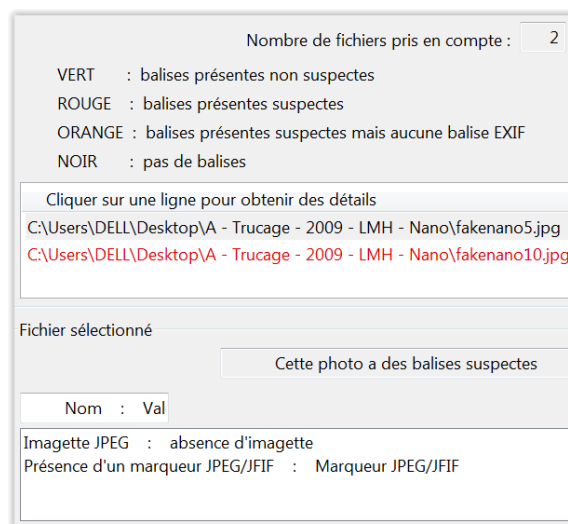 Nombre de fichiers pris en compte : 2
VERT : balises présentes non suspectes
ROUGE : balises présentes suspectes
ORANGE : balises présentes suspectes mais aucune balise EXIF
NOIR : pas de balises
Cliquer sur une ligne pour obtenir des détails
C:\Users\DELL\Desktop\A - Trucage - 2009 - LMH - Nano\fakenano5.jpg
C:\Users\DELL\Desktop\A - Trucage - 2009 - LMH - Nano\fakenano10.jpg
Fichier sélectionné
Cette photo a des balises suspectes
Nom : Val
Imagette JPEG : absence d'imagette
Présence d'un marqueur JPEG/JFIF : Marqueur JPEG/JFIF